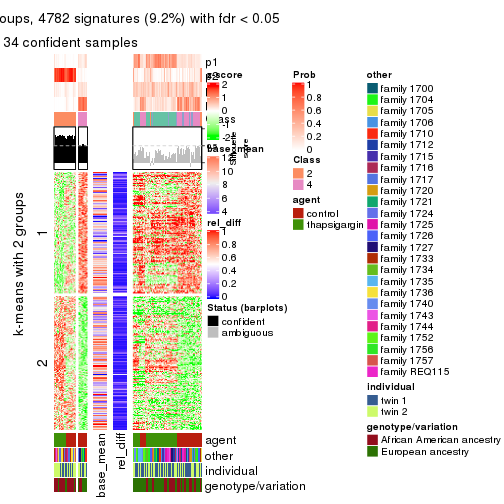 oups, 4782 signatures (9.2%) with fdr < 0.05
34 confident samples
p1
p2
z-score
2
1
0
-1
-2
base_mean
12
10
8
6
4
rel_diff
1
0.8
0.6
0.4
0.2
0
Status (barplots)
confident
ambiguous
Prob
1
0.8
0.6
0.4
0.2
0
Class
2
4
agent
control
thapsigargin
other
family 1700
family 1704
family 1705
family 1706
family 1710
family 1712
family 1715
family 1716
family 1717
family 1720
family 1721
family 1724
family 1725
family 1726
family 1727
family 1733
family 1734
family 1735
family 1736
family 1740
family 1743
family 1744
family 1752
family 1756
family 1757
family REQ115
individual
twin 1
twin 2
genotype/variation
African American ancestry
European ancestry
k-means with 2 groups
1
2
base_mean
rel_diff
agent
other
individual
genotype/variation